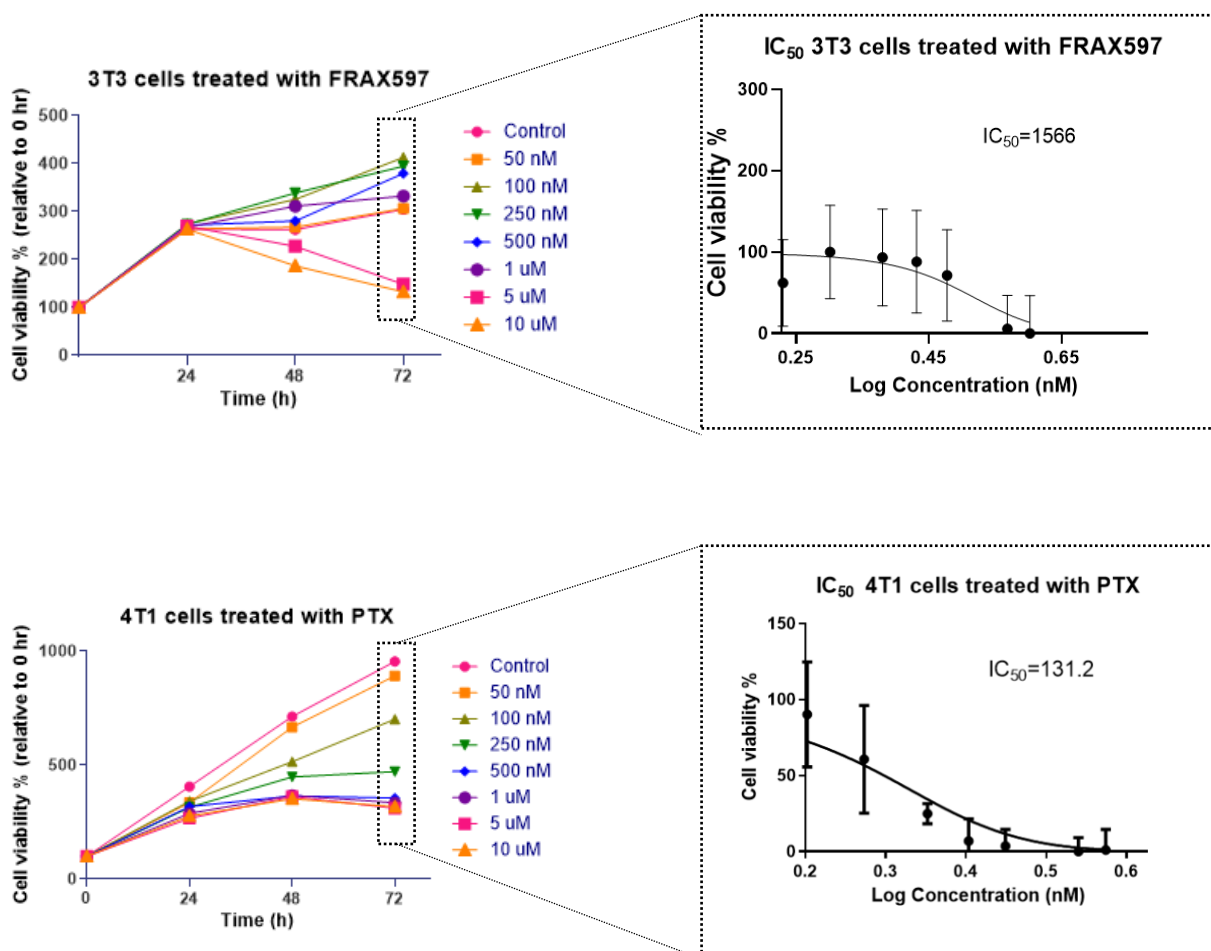 3T3 cells treated with FRAX597
Cell viability % (relative to 0 hr)
500
400
300
200
100
0
24
48
72
Time (h)
Control
50 nM
100 nM
250 nM
500 nM
1 uM
5 uM
10 uM
IC50 3T3 cells treated with FRAX597
Cell viability %
300
200
100
0
IC50=1566
0.25
0.45
0.65
Log Concentration (nM)
4T1 cells treated with PTX
Cell viability % (relative to 0 hr)
1000
500
0
0
24
48
72
Time (h)
Control
50 nM
100 nM
250 nM
500 nM
1 uM
5 uM
10 uM
IC50 4T1 cells treated with PTX
Cell viability %
150
100
50
0
IC50=131.2
0.2
0.3
0.4
0.5
0.6
Log Concentration (nM)